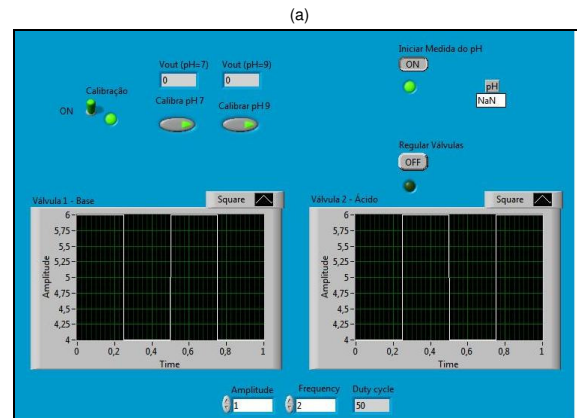 (a)
Iniciar Medida do pH
ON
pH
NaN
Vout (pH=7) Vout (pH=9)
0 0
Calibração
ON
Calibra pH 7 Calibrar pH 9
Regular Válvulas
OFF
Válvula 1 - Base Square
Amplitude
6
5,75
5,5
5,25
5
4,75
4,5
4,25
4
0 0,2 0,4 0,6 0,8 1
Time
Válvula 2 - Ácido Square
Amplitude
6
5,75
5,5
5,25
5
4,75
4,5
4,25
4
0 0,2 0,4 0,6 0,8 1
Time
Amplitude Frequency Duty cycle
1 2 50